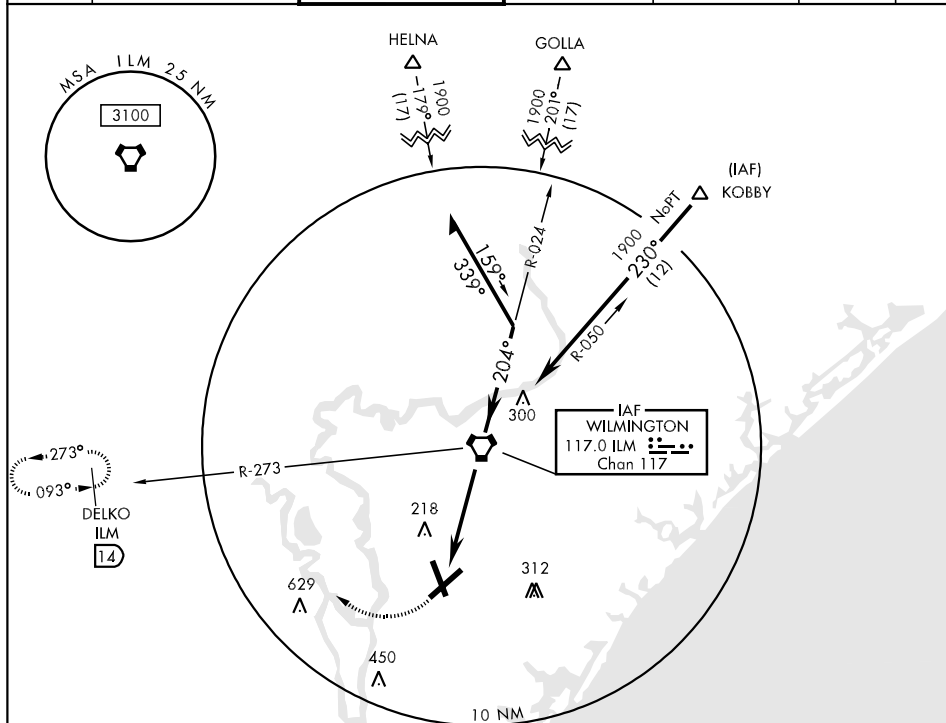 MSA ILM 25 NM
3100
HELNA
1900
179°
(17)
GOLLA
1900
201°
(17)
(IAF)
KOBBY
NoPT
1900
230°
(12)
R-024
159°
339°
R-050
204°
300
IAF
WILMINGTON
117.0 ILM
Chan 117
273°
R-273
093°
DELKO
ILM
14
218
312
629
450
10 NM